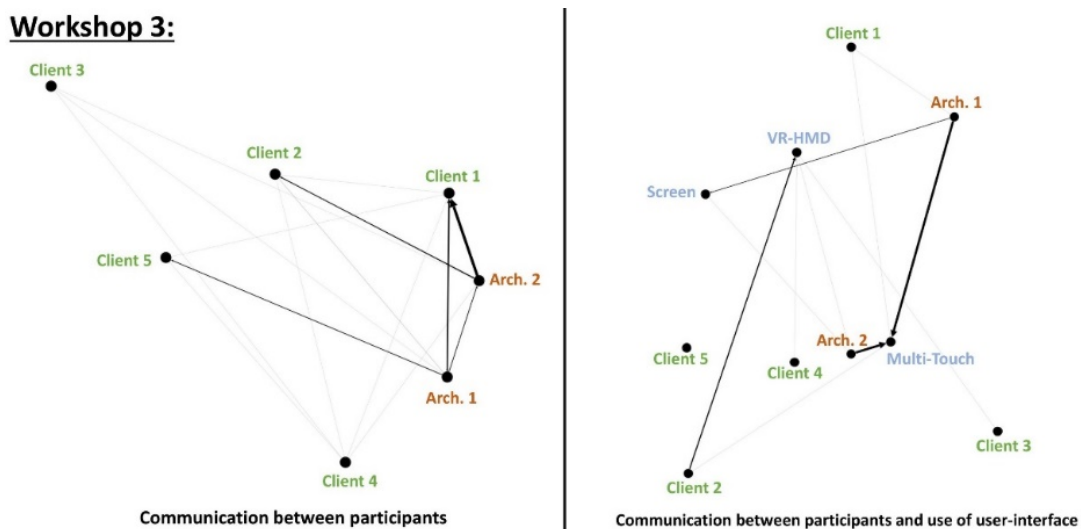 Workshop 3:
Client 3
Client 2
Client 1
Client 5
Arch. 2
Arch. 1
Client 4
Communication between participants
Client 1
Arch. 1
VR-HMD
Screen
Arch. 2
Client 5
Multi-Touch
Client 4
Client 3
Client 2
Communication between participants and use of user-interface